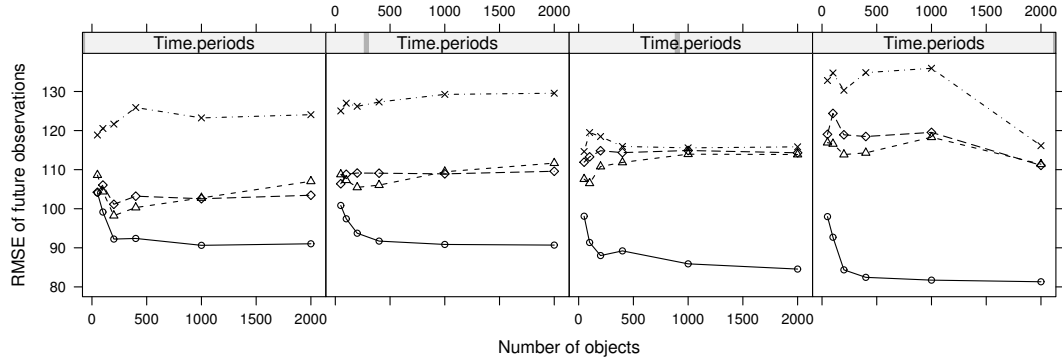 0 500 1000 1500 2000 0 500 1000 1500 2000
Time.periods Time.periods Time.periods Time.periods
RMSE of future observations
130
120
110
100
90
80
0 500 1000 1500 2000 0 500 1000 1500 2000
Number of objects